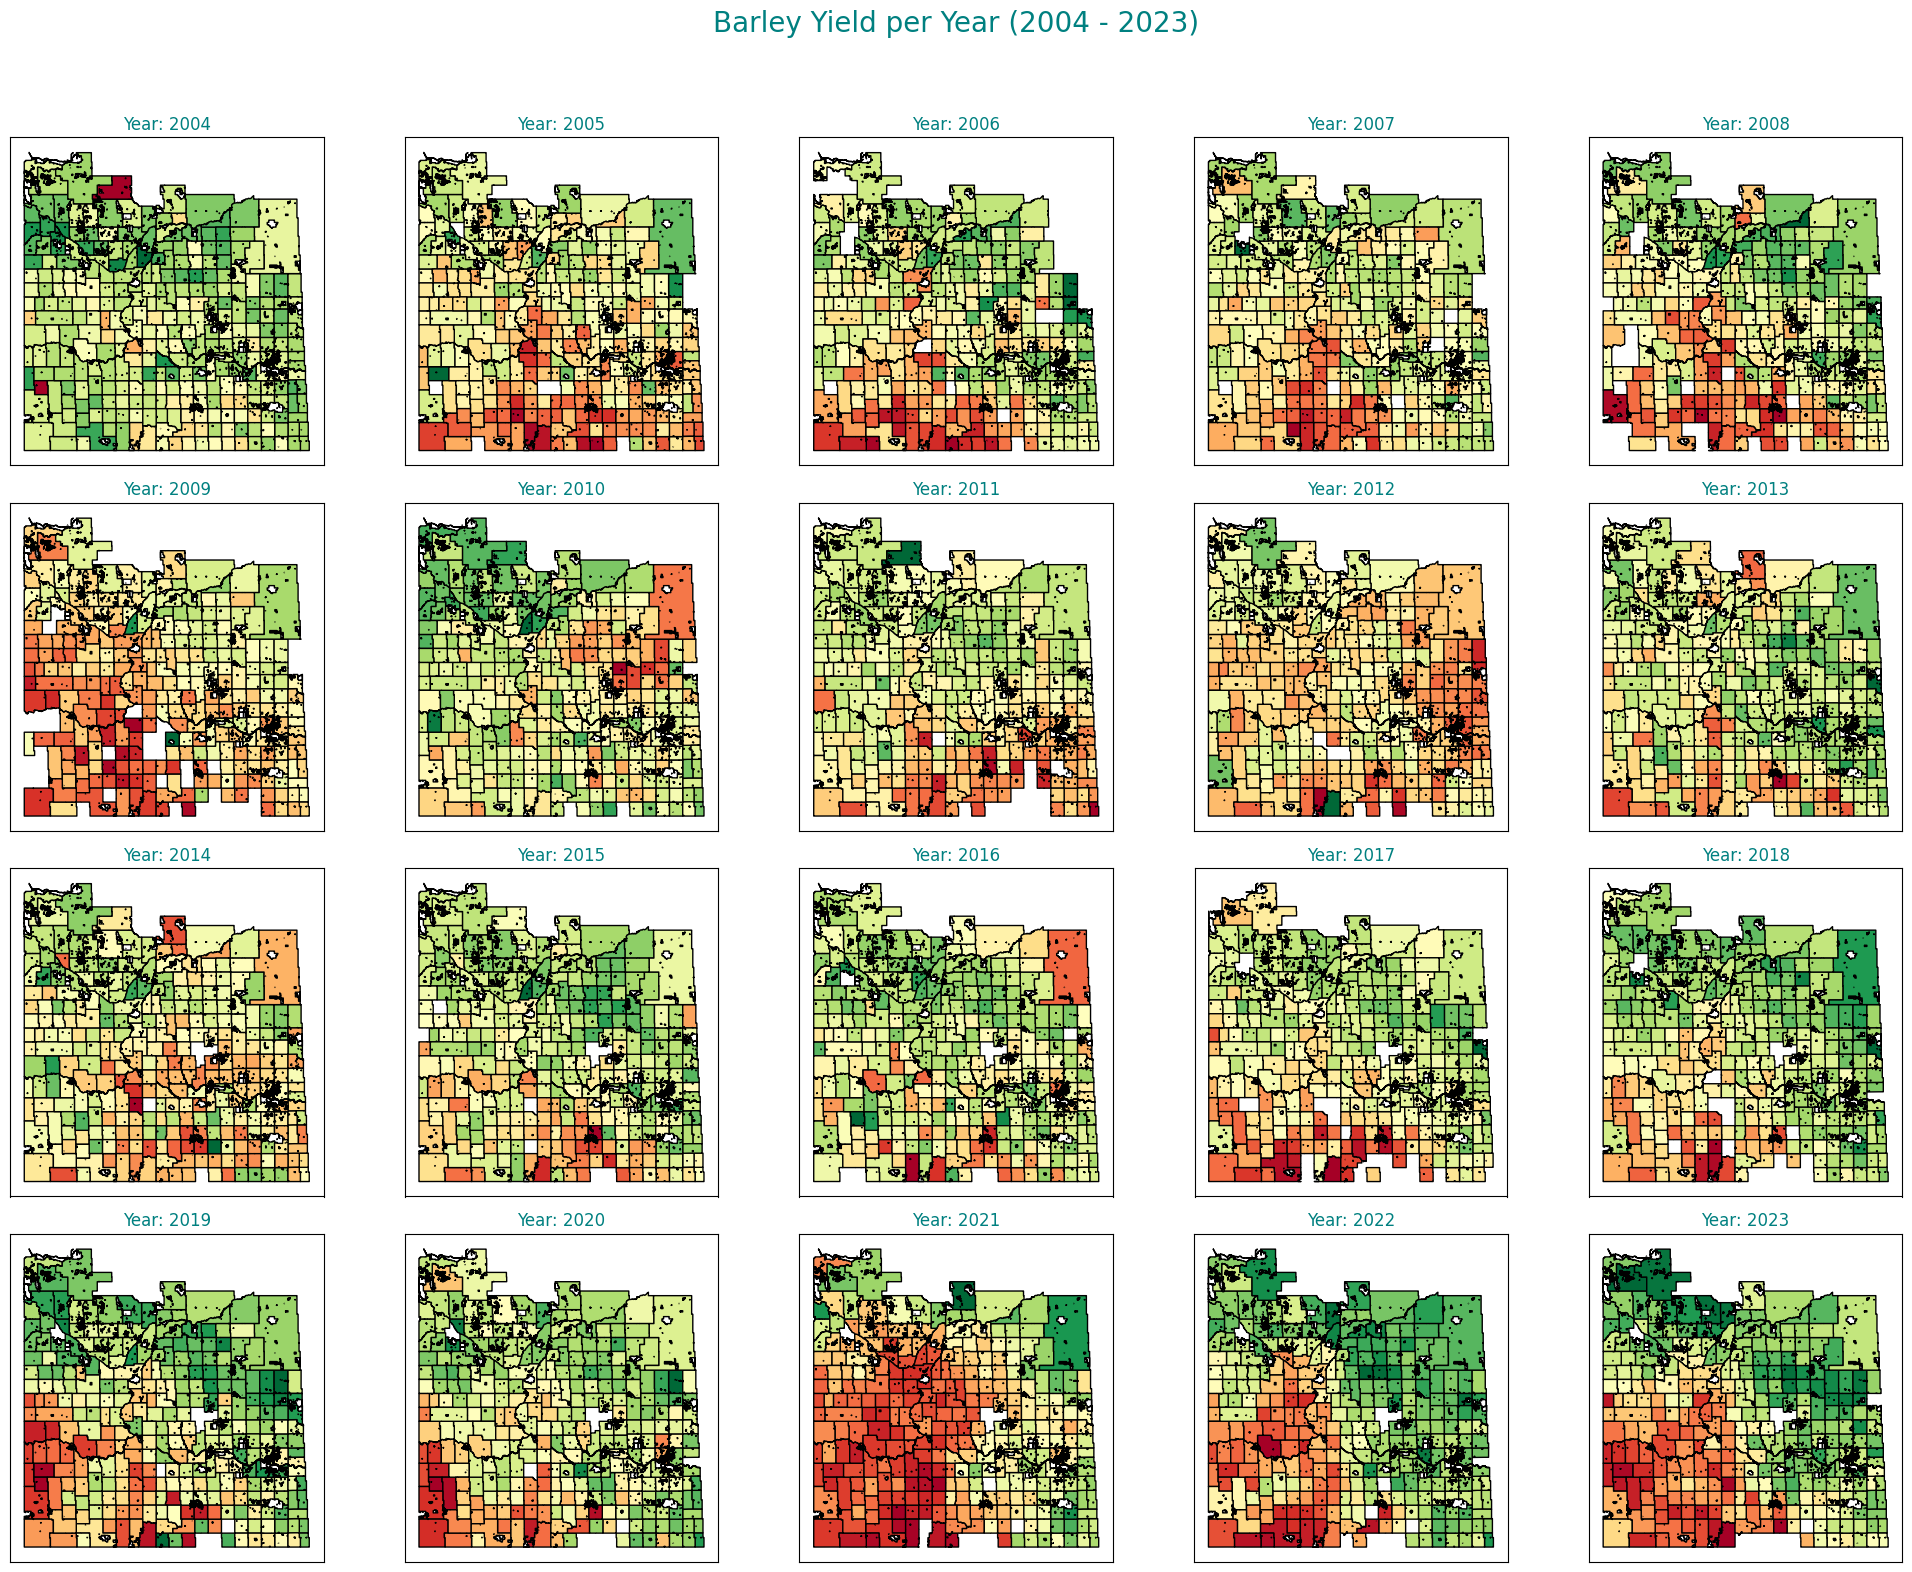 Barley Yield per Year (2004 - 2023)
Year: 2004
Year: 2005
Year: 2006
Year: 2007
Year: 2008
Year: 2009
Year: 2010
Year: 2011
Year: 2012
Year: 2013
Year: 2014
Year: 2015
Year: 2016
Year: 2017
Year: 2018
Year: 2019
Year: 2020
Year: 2021
Year: 2022
Year: 2023